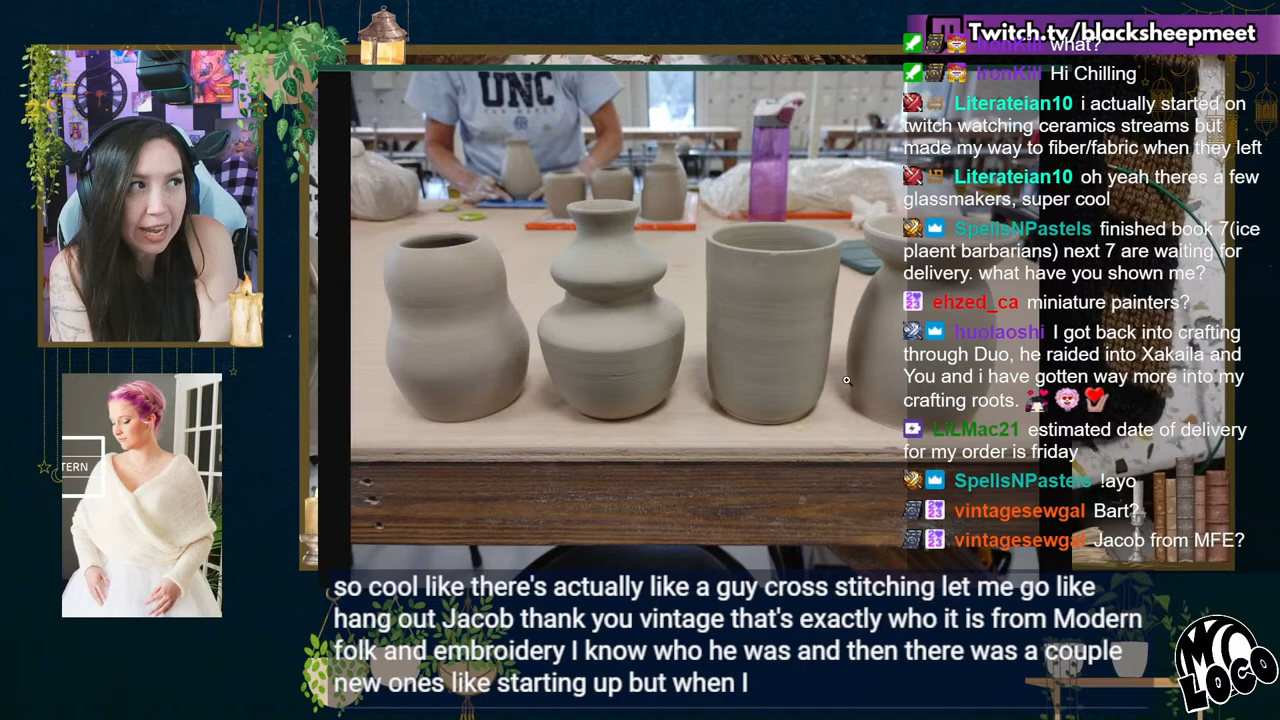 Twitch.tv/blacksheepmeet
IronKill what?
IronKill Hi Chilling
Literateian10 i actually started on
twitch watching ceramics streams but
made my way to fiber/fabric when they left
Literateian10 oh yeah theres a few
glassmakers, super cool
SpellsNPastels finished book 7(ice
plaent barbarians) next 7 are waiting for
delivery. what have you shown me?
ehzed_ca miniature painters?
huolaoshi I got back into crafting
through Duo, he raided into Xakaila and
You and i have gotten way more into my
crafting roots.
LiLMac21 estimated date of delivery
for my order is friday
SpellsNPastels !ayo
vintagesewgal Bart?
vintagesewgal Jacob from MFE?
UNC
TERN
so cool like there's actually like a guy cross stitching let me go like
hang out Jacob thank you vintage that's exactly who it is from Modern
folk and embroidery I know who he was and then there was a couple
new ones like starting up but when I
MC
LOCO